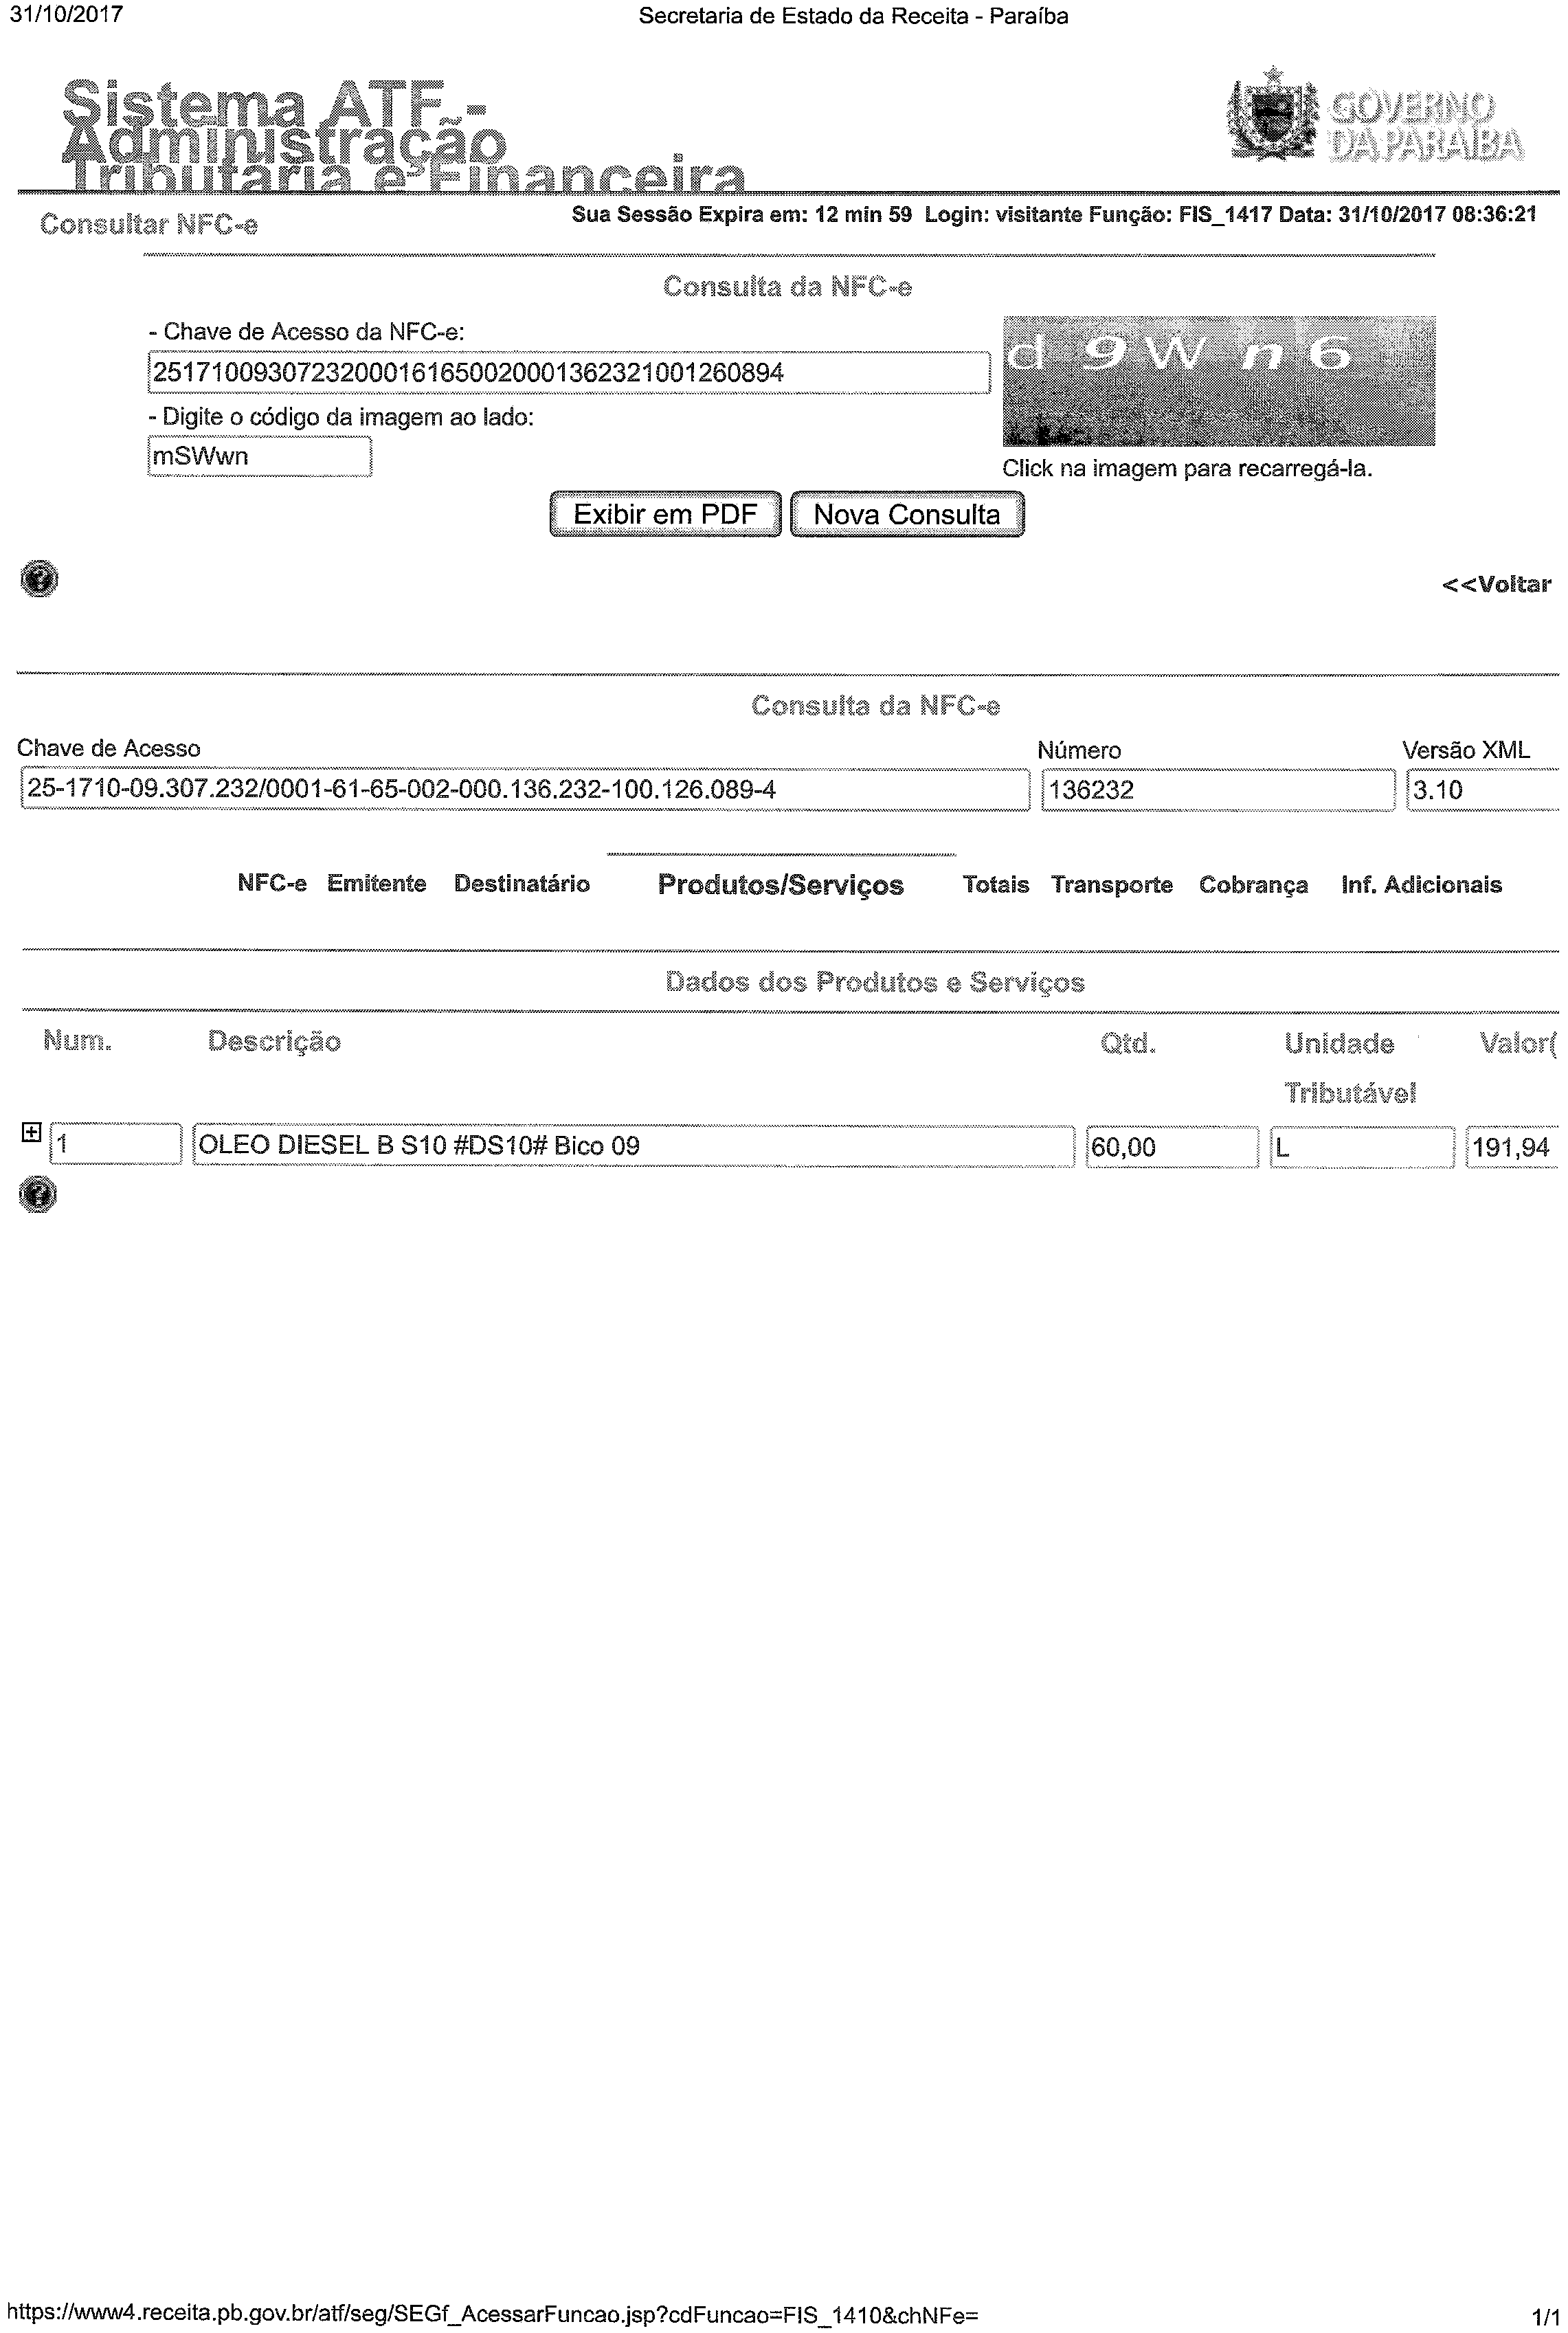 31/10/2017 Secretaria de Estado da Receita - Paraíba
Sistema ATF -
Administração
Tributária e Financeira
GOVERNO
DA PARAÍBA
Consultar NFC-e
Sua Sessão Expira em: 12 min 59 Login: visitante Função: FIS_1417 Data: 31/10/2017 08:36:21
Consulta da NFC-e
- Chave de Acesso da NFC-e:
25171009307232000161650020001362321001260894
d 9 W n 6
- Digite o código da imagem ao lado:
mSWwn
Click na imagem para recarregá-la.
Exibir em PDF Nova Consulta
<<Voltar
Consulta da NFC-e
Chave de Acesso Número Versão XML
25-1710-09.307.232/0001-61-65-002-000.136.232-100.126.089-4 136232 3.10
NFC-e Emitente Destinatário Produtos/Serviços Totais Transporte Cobrança Inf. Adicionais
Dados dos Produtos e Serviços
Num. Descrição Qtd. Unidade Valor(
Tributável
1 OLEO DIESEL B S10 #DS10# Bico 09 60,00 L 191,94
https://www4.receita.pb.gov.br/atf/seg/SEGf_AcessarFuncao.jsp?cdFuncao=FIS_1410&chNFe= 1/1